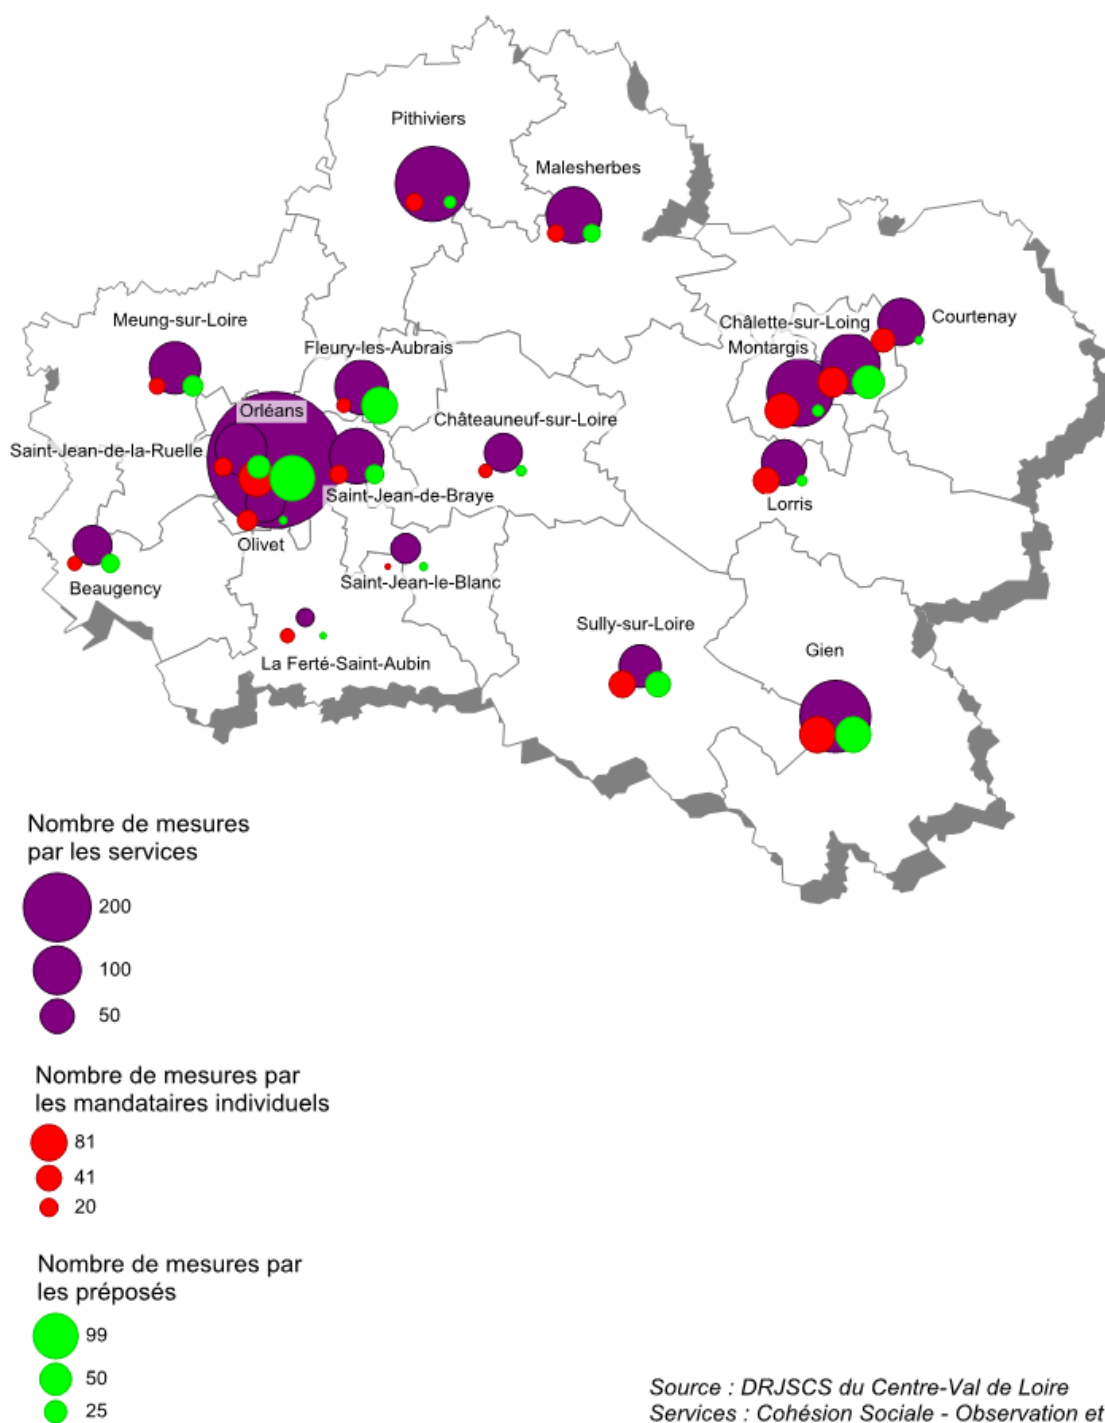 Pithiviers
Malesherbes
Meung-sur-Loire
Fleury-les-Aubrais
Châlette-sur-Loing
Courtenay
Montargis
Orléans
Châteauneuf-sur-Loire
Saint-Jean-de-la-Ruelle
Saint-Jean-de-Braye
Lorris
Olivet
Saint-Jean-le-Blanc
Beaugency
Sully-sur-Loire
La Ferté-Saint-Aubin
Gien
Nombre de mesures
par les services
200
100
50
Nombre de mesures par
les mandataires individuels
81
41
20
Nombre de mesures par
les préposés
99
50
25
Source : DRJSCS du Centre-Val de Loire
Services : Cohésion Sociale - Observation et